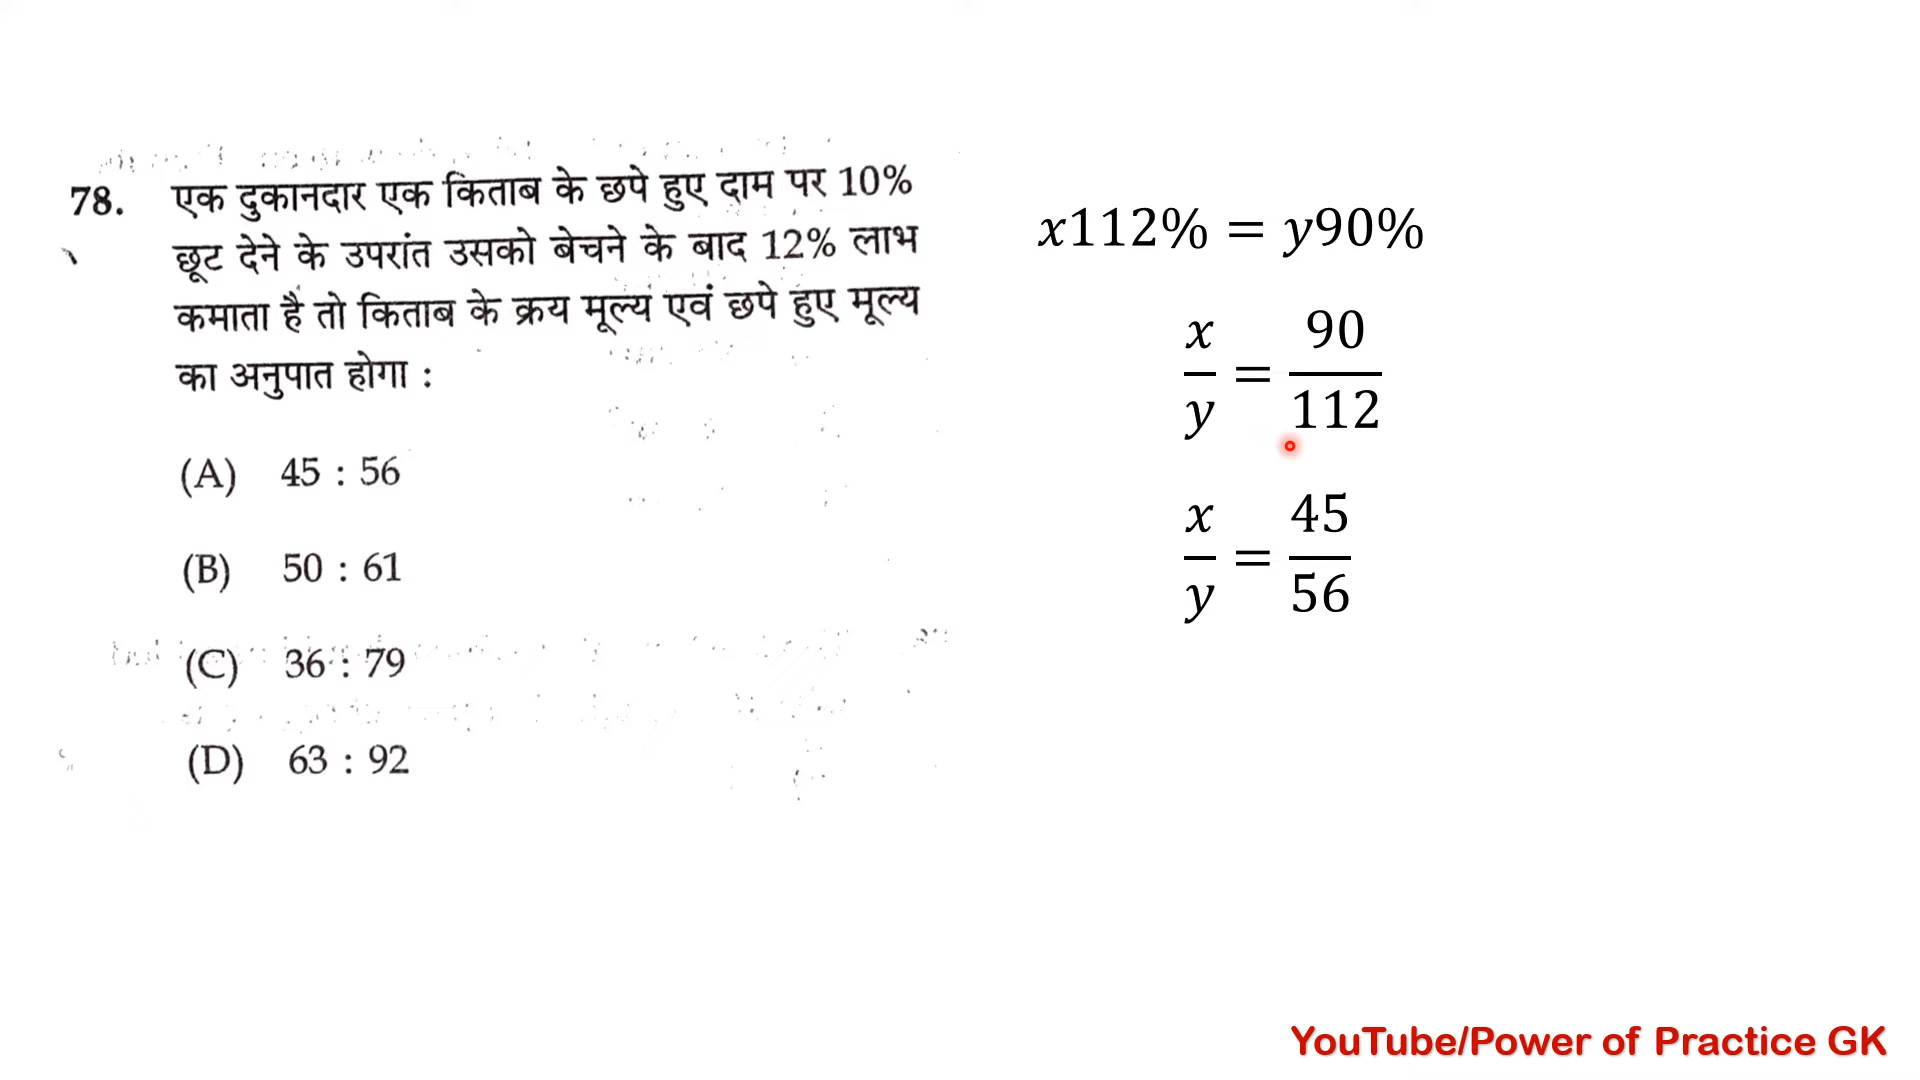 78. एक दुकानदार एक किताब के छपे हुए दाम पर 10%
छूट देने के उपरांत उसको बेचने के बाद 12% लाभ
कमाता है तो किताब के क्रय मूल्य एवं छपे हुए मूल्य
का अनुपात होगा :
(A) 45 : 56
(B) 50 : 61
(C) 36 : 79
(D) 63 : 92
x112% = y90%
x/y = 90/112
x/y = 45/56
YouTube/Power of Practice GK